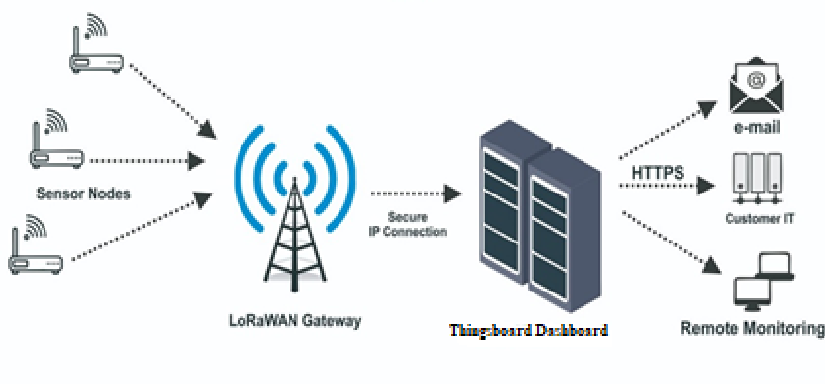 Sensor Nodes
LoRaWAN Gateway
Secure
IP Connection
Thingsboard Dashboard
HTTPS
e-mail
Customer IT
Remote Monitoring